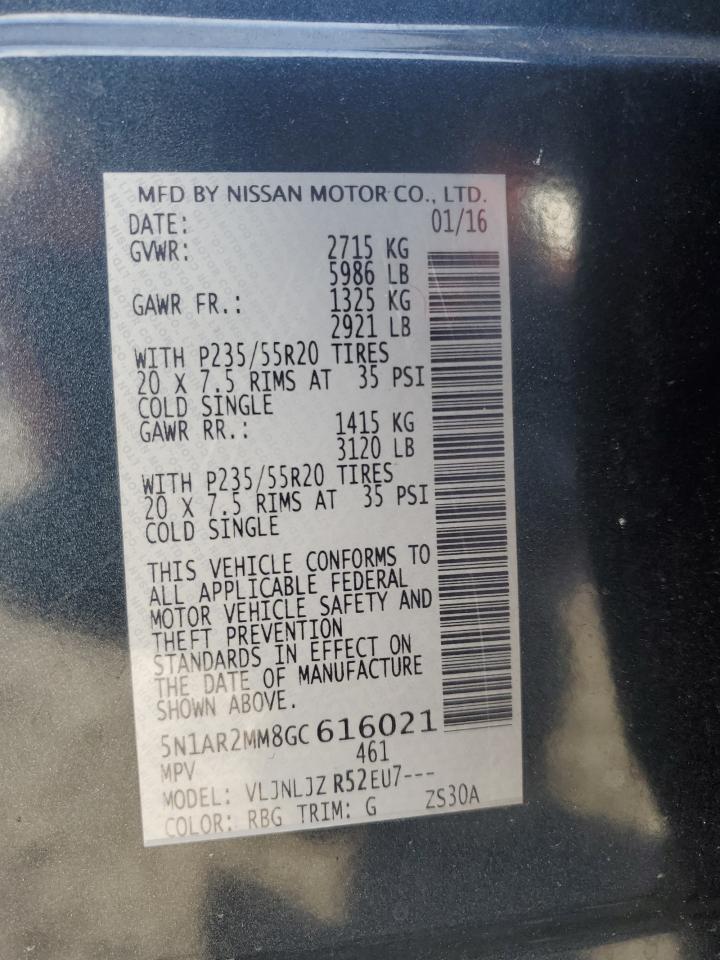 MFD BY NISSAN MOTOR CO., LTD.
DATE: 01/16
GVWR: 2715 KG
5986 LB
GAWR FR.: 1325 KG
2921 LB
WITH P235/55R20 TIRES
20 X 7.5 RIMS AT 35 PSI
COLD SINGLE
GAWR RR.: 1415 KG
3120 LB
WITH P235/55R20 TIRES
20 X 7.5 RIMS AT 35 PSI
COLD SINGLE
THIS VEHICLE CONFORMS TO
ALL APPLICABLE FEDERAL
MOTOR VEHICLE SAFETY AND
THEFT PREVENTION
STANDARDS IN EFFECT ON
THE DATE OF MANUFACTURE
SHOWN ABOVE.
5N1AR2MM8GC 616021
MPV 461
MODEL: VLJNLJZ R52EU7---
COLOR: RBG TRIM: G ZS30A